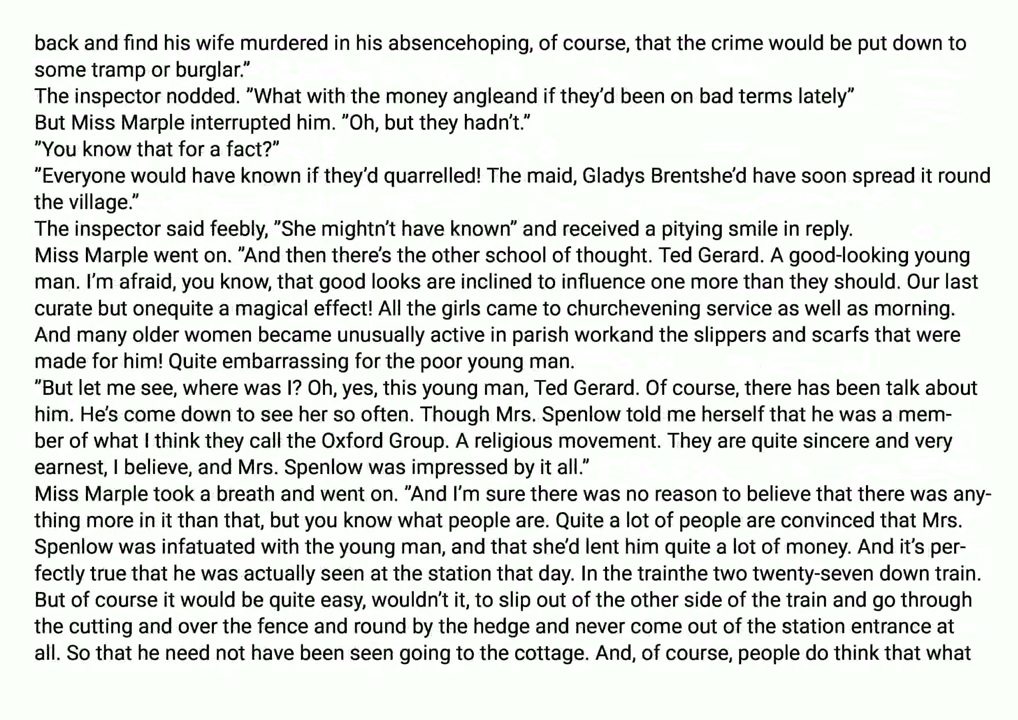 back and find his wife murdered in his absencehoping, of course, that the crime would be put down to
some tramp or burglar.”
The inspector nodded. ”What with the money angleand if they’d been on bad terms lately”
But Miss Marple interrupted him. ”Oh, but they hadn’t.”
”You know that for a fact?”
”Everyone would have known if they’d quarrelled! The maid, Gladys Brentshe’d have soon spread it round
the village.”
The inspector said feebly, ”She mightn’t have known” and received a pitying smile in reply.
Miss Marple went on. ”And then there’s the other school of thought. Ted Gerard. A good-looking young
man. I’m afraid, you know, that good looks are inclined to influence one more than they should. Our last
curate but onequite a magical effect! All the girls came to churchevening service as well as morning.
And many older women became unusually active in parish workand the slippers and scarfs that were
made for him! Quite embarrassing for the poor young man.
”But let me see, where was I? Oh, yes, this young man, Ted Gerard. Of course, there has been talk about
him. He’s come down to see her so often. Though Mrs. Spenlow told me herself that he was a mem-
ber of what I think they call the Oxford Group. A religious movement. They are quite sincere and very
earnest, I believe, and Mrs. Spenlow was impressed by it all.”
Miss Marple took a breath and went on. ”And I’m sure there was no reason to believe that there was any-
thing more in it than that, but you know what people are. Quite a lot of people are convinced that Mrs.
Spenlow was infatuated with the young man, and that she’d lent him quite a lot of money. And it’s per-
fectly true that he was actually seen at the station that day. In the trainthe two twenty-seven down train.
But of course it would be quite easy, wouldn’t it, to slip out of the other side of the train and go through
the cutting and over the fence and round by the hedge and never come out of the station entrance at
all. So that he need not have been seen going to the cottage. And, of course, people do think that what